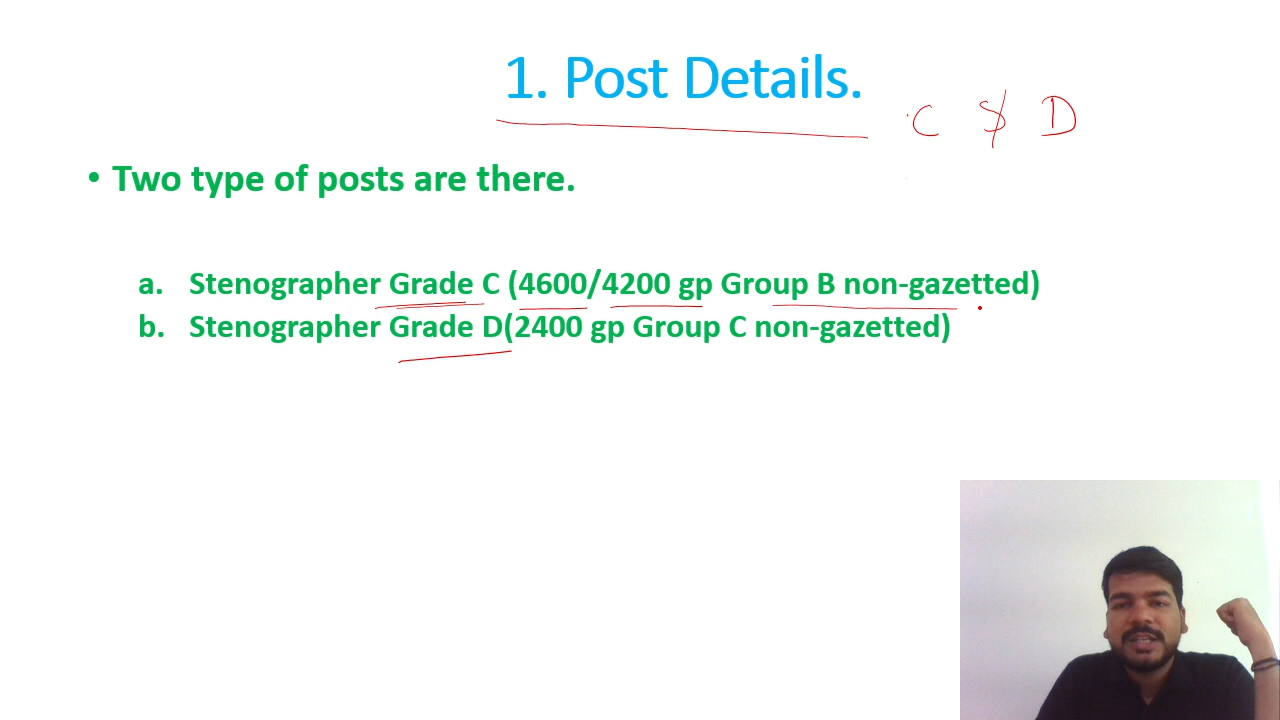 1. Post Details.
C & D
• Two type of posts are there.
a. Stenographer Grade C (4600/4200 gp Group B non-gazetted)
b. Stenographer Grade D(2400 gp Group C non-gazetted)